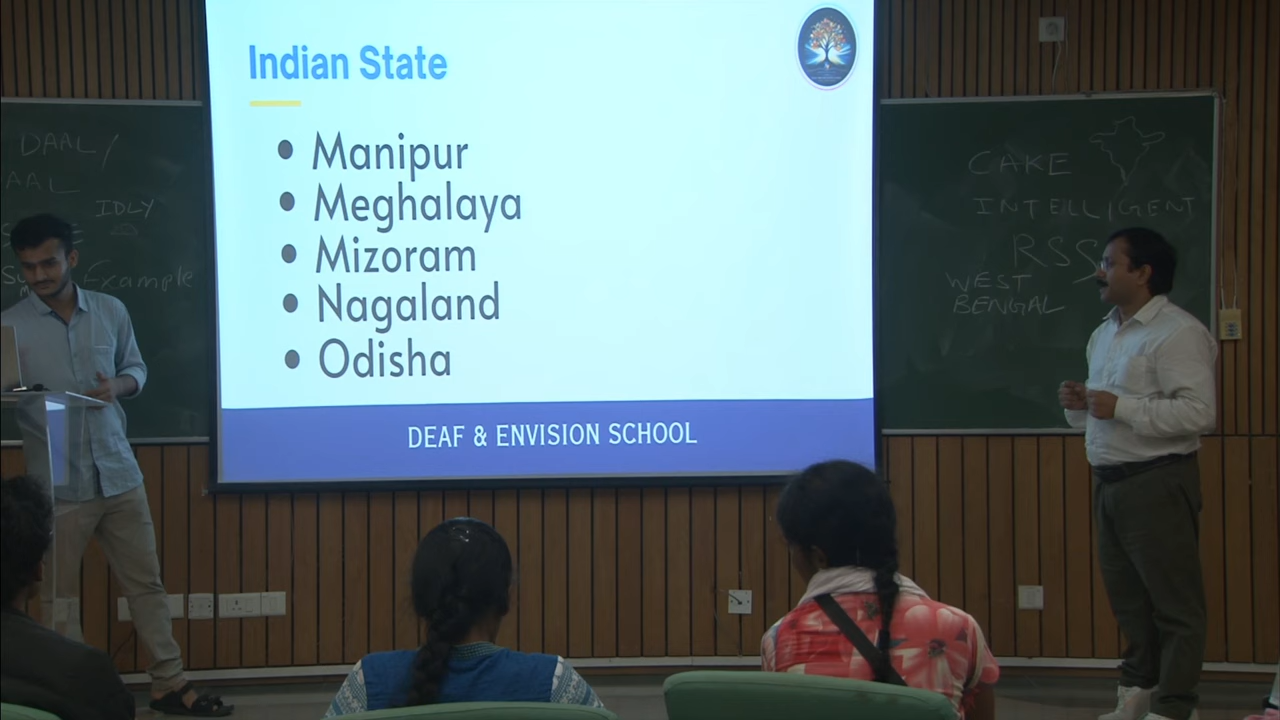 Indian State
• Manipur
• Meghalaya
• Mizoram
• Nagaland
• Odisha
DEAF & ENVISION SCHOOL
DAAL /
AAL
IDLY
Example
CAKE
INTELLIGENT
RSS
WEST
BENGAL